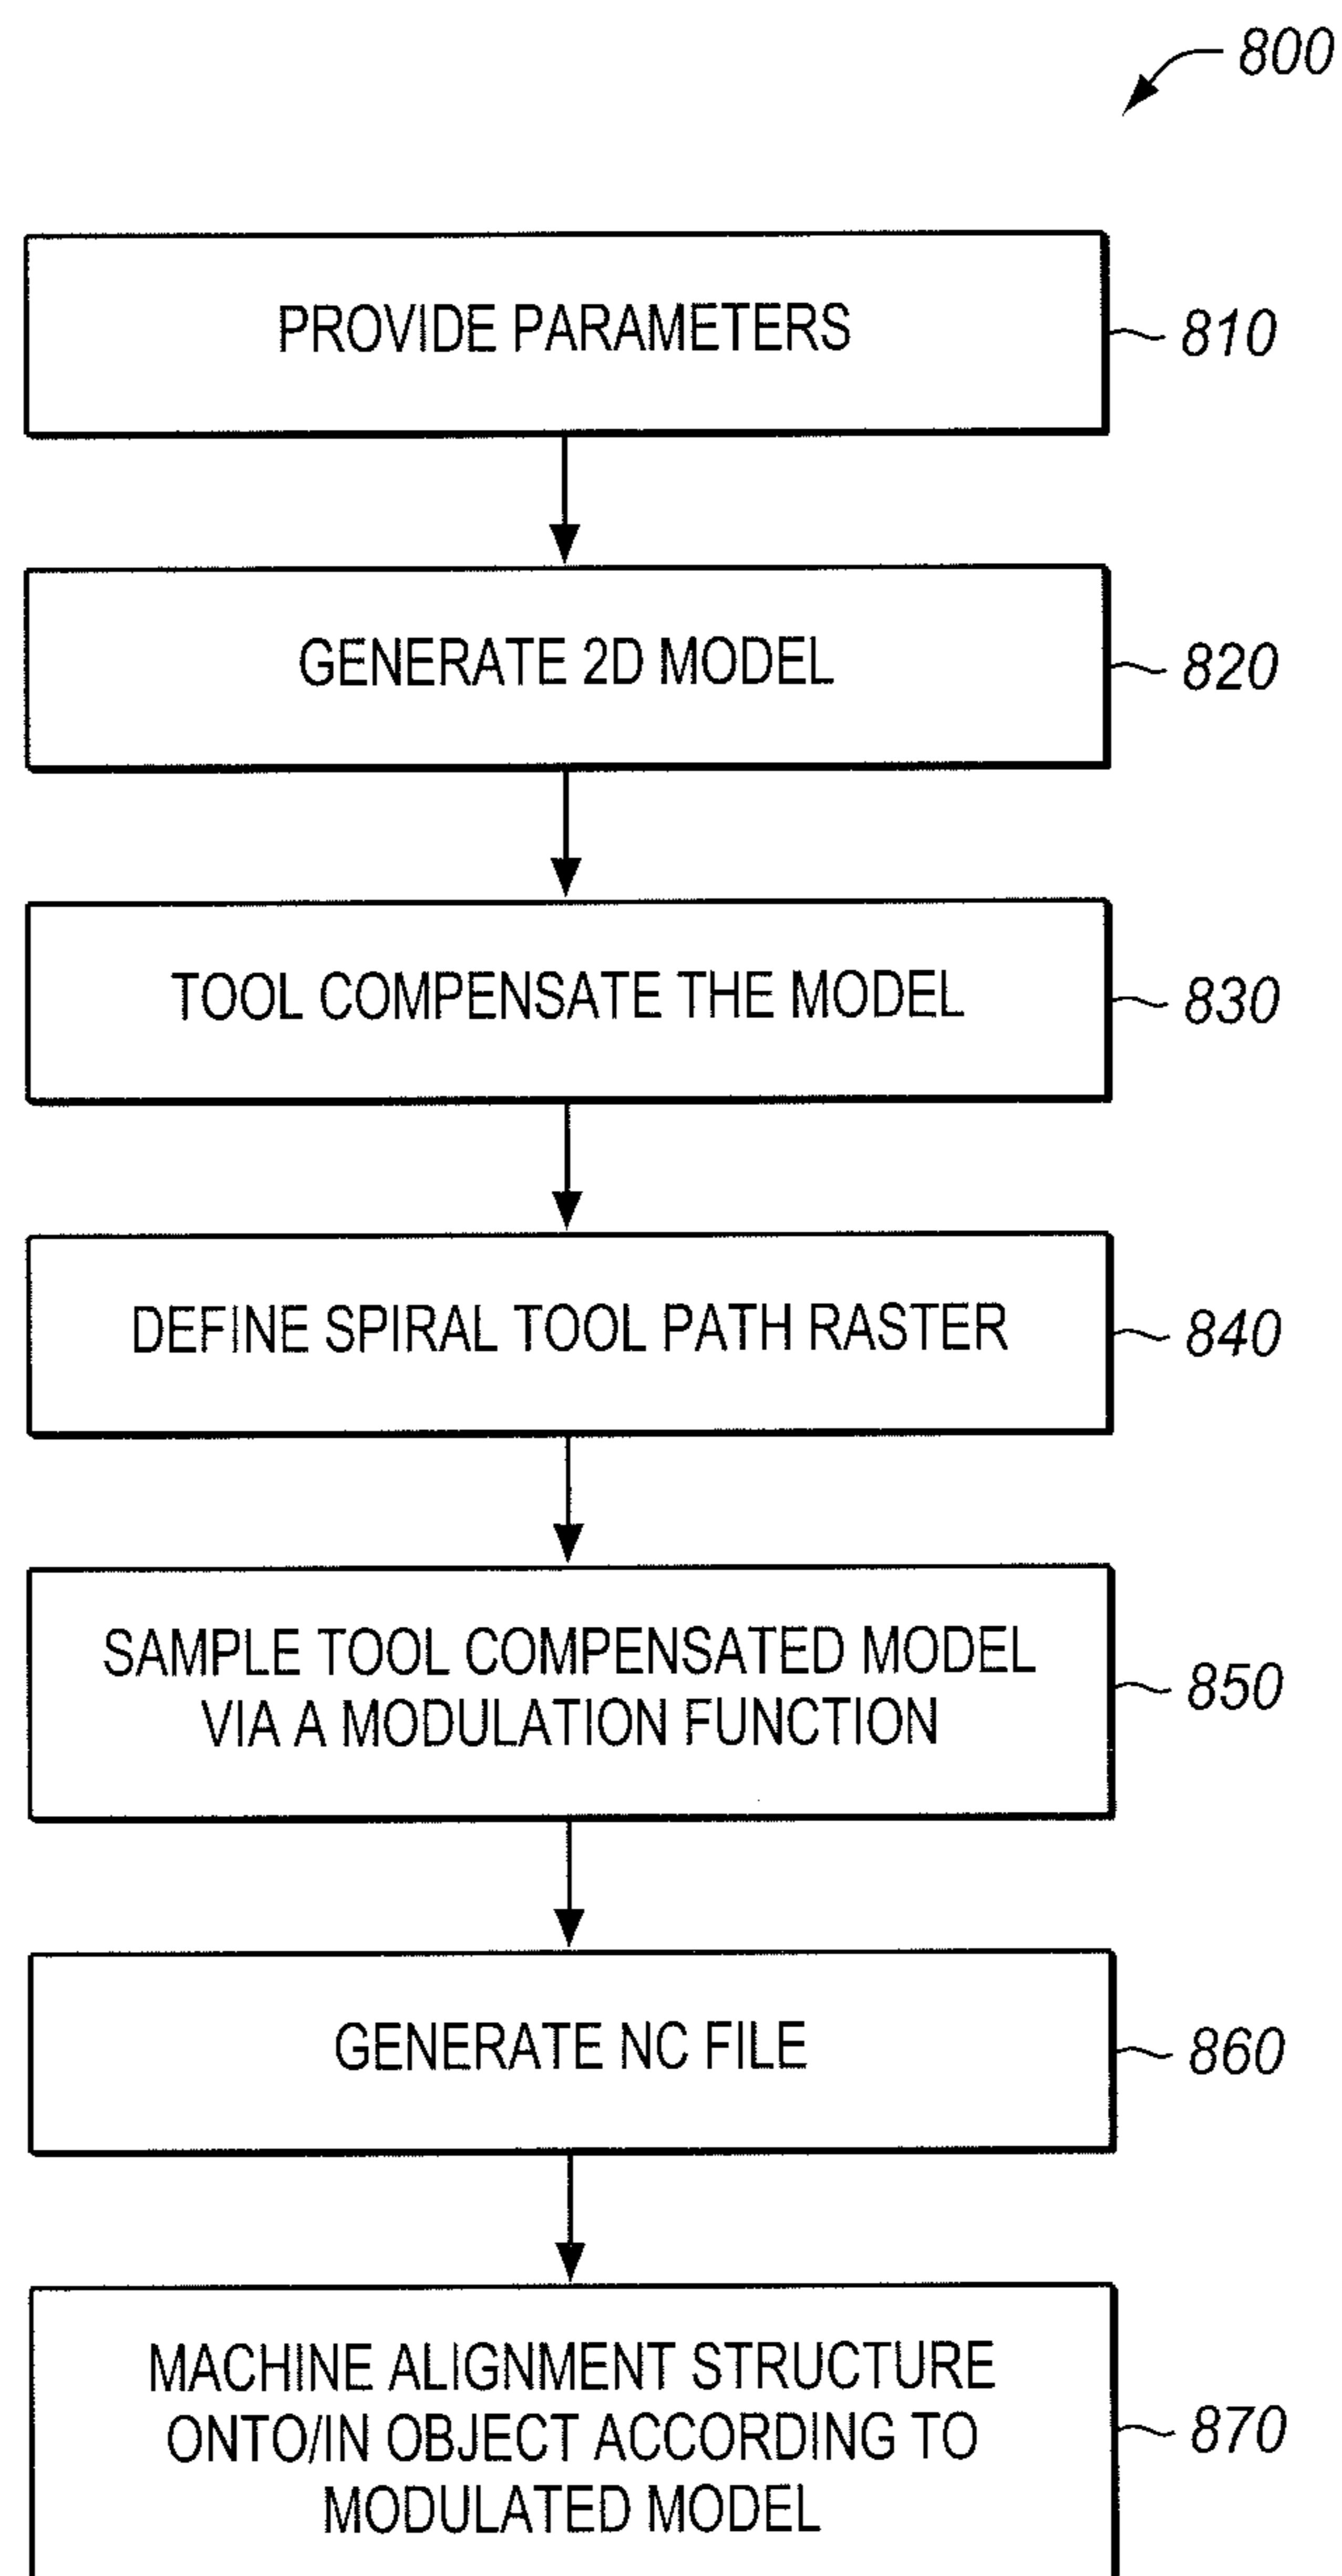 800
PROVIDE PARAMETERS
810
GENERATE 2D MODEL
820
TOOL COMPENSATE THE MODEL
830
DEFINE SPIRAL TOOL PATH RASTER
840
SAMPLE TOOL COMPENSATED MODEL
VIA A MODULATION FUNCTION
850
GENERATE NC FILE
860
MACHINE ALIGNMENT STRUCTURE
ONTO/IN OBJECT ACCORDING TO
MODULATED MODEL
870